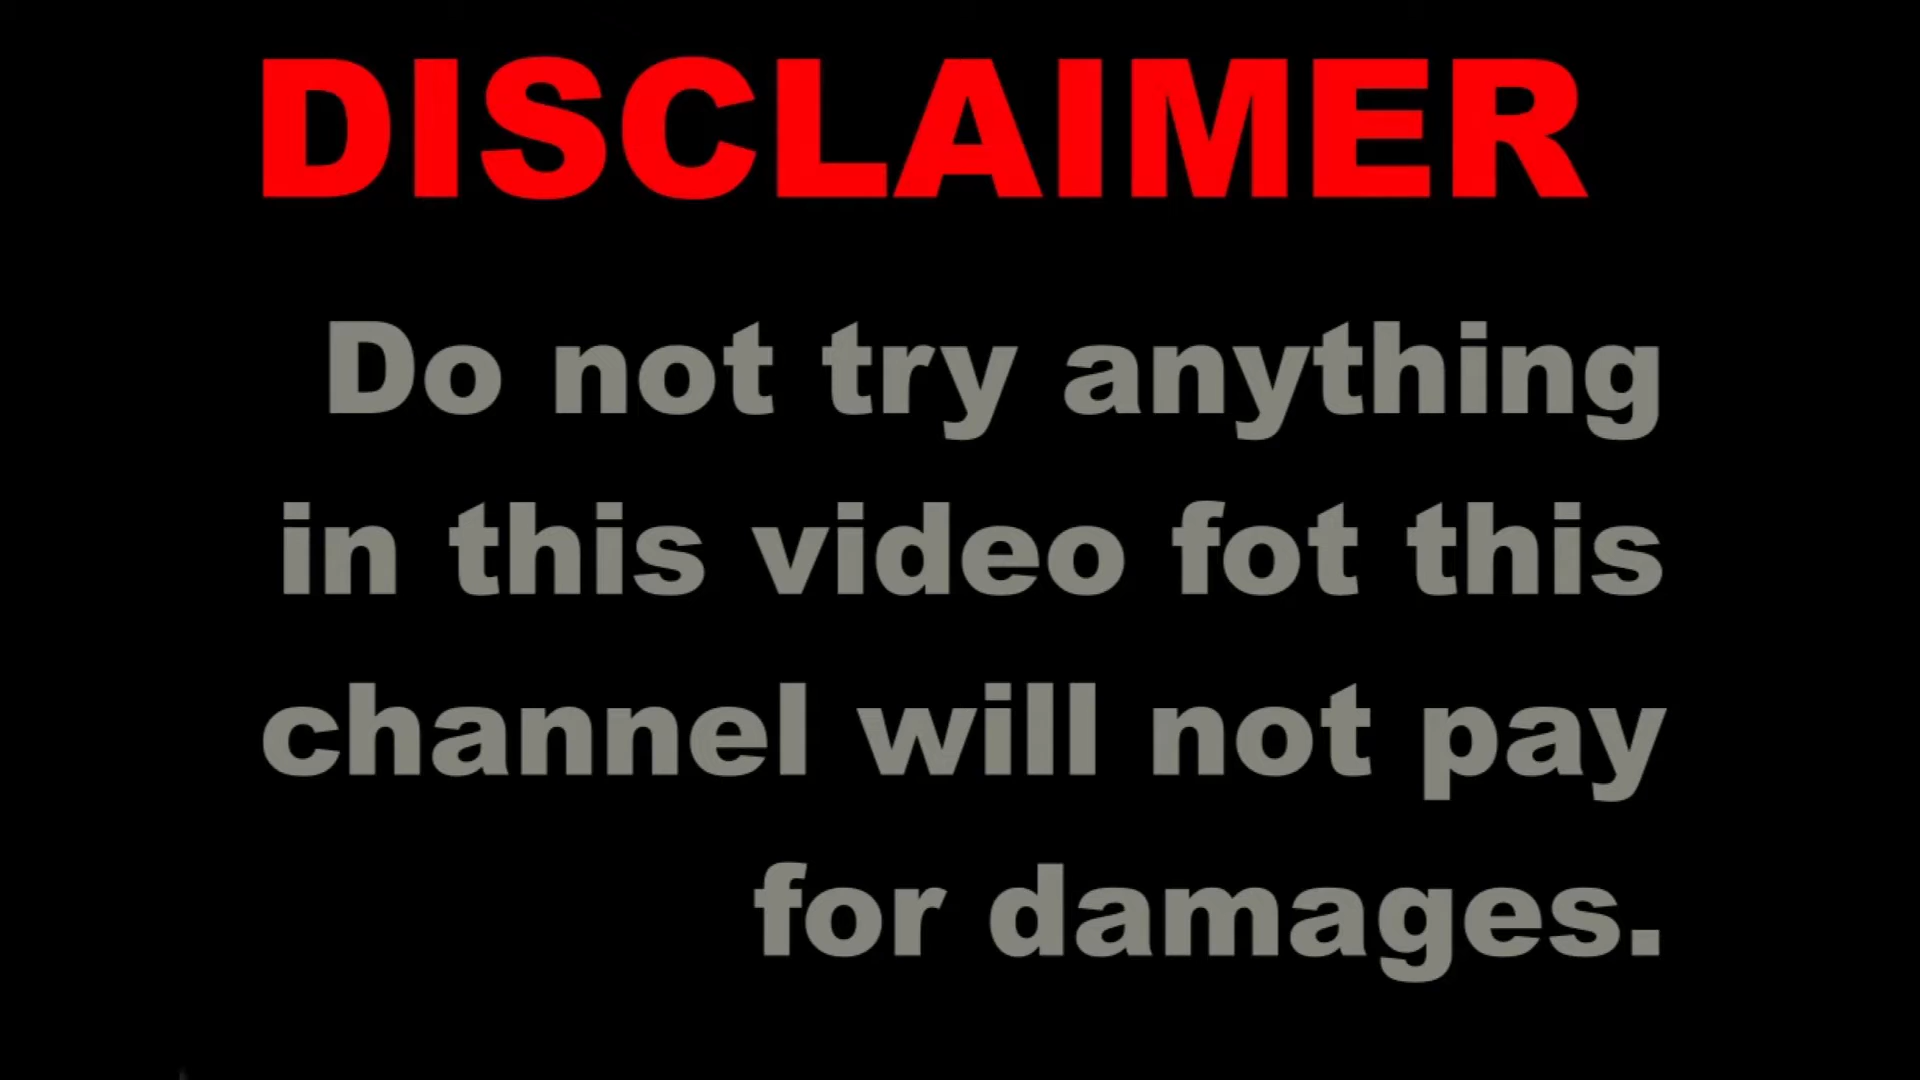 DISCLAIMER
Do not try anything
in this video fot this
channel will not pay
for damages.